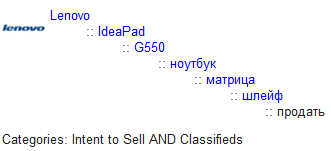 lenovo
Lenovo
:: IdeaPad
:: G550
:: ноутбук
:: матрица
:: шлейф
:: продать
Categories: Intent to Sell AND Classifieds